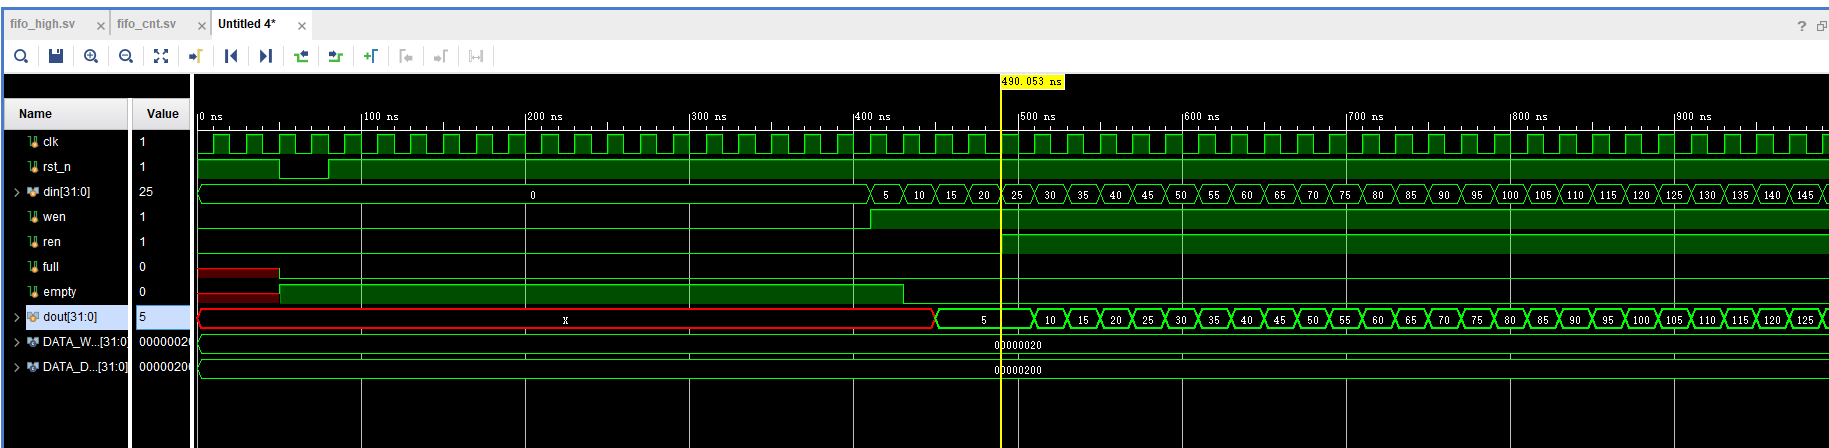 fifo_high.sv × fifo_cnt.sv × Untitled 4* × ?
490.053 ns
Name Value
0 ns 100 ns 200 ns 300 ns 400 ns 500 ns 600 ns 700 ns 800 ns 900 ns
clk 1
rst_n 1
din[31:0] 25 0 5 10 15 20 25 30 35 40 45 50 55 60 65 70 75 80 85 90 95 100 105 110 115 120 125 130 135 140 145
wen 1
ren 1
full 0
empty 0
dout[31:0] 5 X 5 10 15 20 25 30 35 40 45 50 55 60 65 70 75 80 85 90 95 100 105 110 115 120 125
DATA_W...[31:0] 00000020 00000020
DATA_D...[31:0] 00000200 00000200